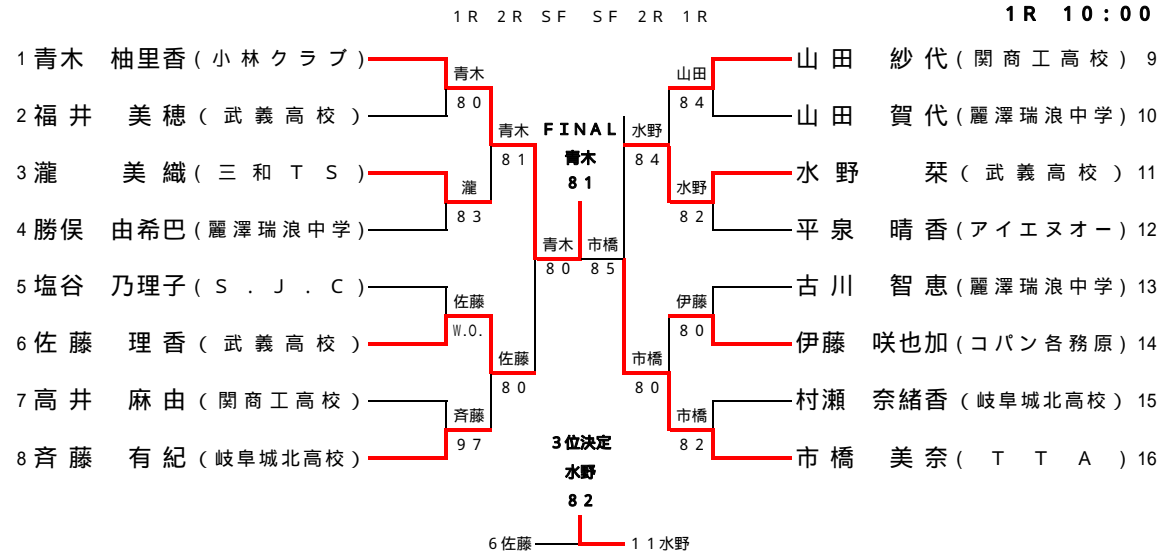 1R 2R SF SF 2R 1R
1R 10:00
1 青木 柚里香 (小林クラブ)
2 福井 美穂 (武義高校)
3 瀧 美織 (三和TS)
4 勝俣 由希巴 (麗澤瑞浪中学)
5 塩谷 乃理子 (S.J.C)
6 佐藤 理香 (武義高校)
7 高井 麻由 (関商工高校)
8 斉藤 有紀 (岐阜城北高校)
青木
80
瀧
83
佐藤
W.O.
斉藤
97
青木
81
佐藤
80
青木
80
FINAL
青木
81
市橋
85
水野
84
市橋
80
山田
84
水野
82
伊藤
80
市橋
82
山田 紗代 (関商工高校) 9
山田 賀代 (麗澤瑞浪中学) 10
水野 栞 (武義高校) 11
平泉 晴香 (アイエヌオー) 12
古川 智恵 (麗澤瑞浪中学) 13
伊藤 咲也加 (コパン各務原) 14
村瀬 奈緒香 (岐阜城北高校) 15
市橋 美奈 (TTA) 16
3位決定
水野
82
6佐藤
11水野